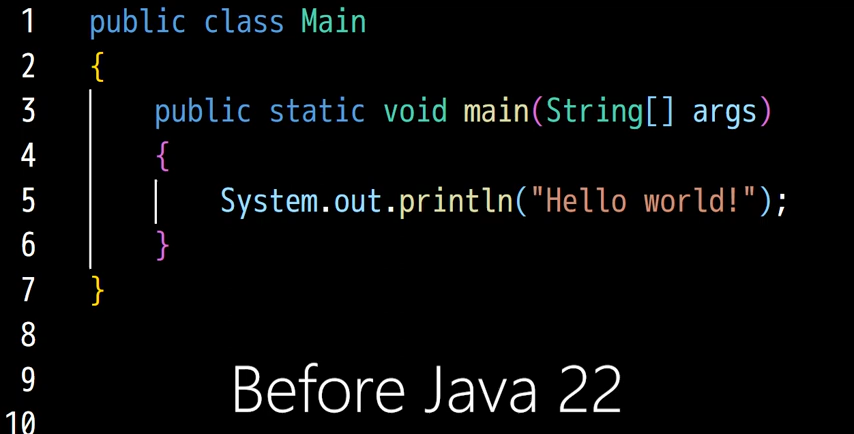 1 public class Main
2 {
3 public static void main(String[] args)
4 {
5 System.out.println("Hello world!");
6 }
7 }
8
9
10
Before Java 22